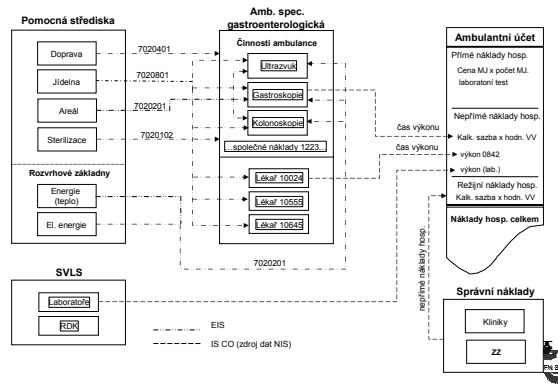 Pomocná střediska
Doprava
Jídelna
Areál
Sterilizace
Rozvrhové základny
Energie
(teplo)
El. energie
7020401
7020801
7020201
7020102
Amb. spec.
gastroenterologická
Činnosti ambulance
Ultrazvuk
Gastroskopie
Kolonoskopie
...společné náklady 1223...
Lékař 10024
Lékař 10555
Lékař 10645
7020201
čas výkonu
čas výkonu
nepřímé náklady hosp.
Ambulantní účet
Přímé náklady hosp.
Cena MJ x počet MJ.
laboratoní test
Nepřímé náklady hosp.
Kalk. sazba x hodn. VV
výkon 0842
výkon (lab.)
Režijní náklady hosp.
Kalk. sazba x hodn. VV
Náklady hosp. celkem
SVLS
Laboratoře
RDK
EIS
IS CO (zdroj dat NIS)
Správní náklady
Kliniky
ZZ